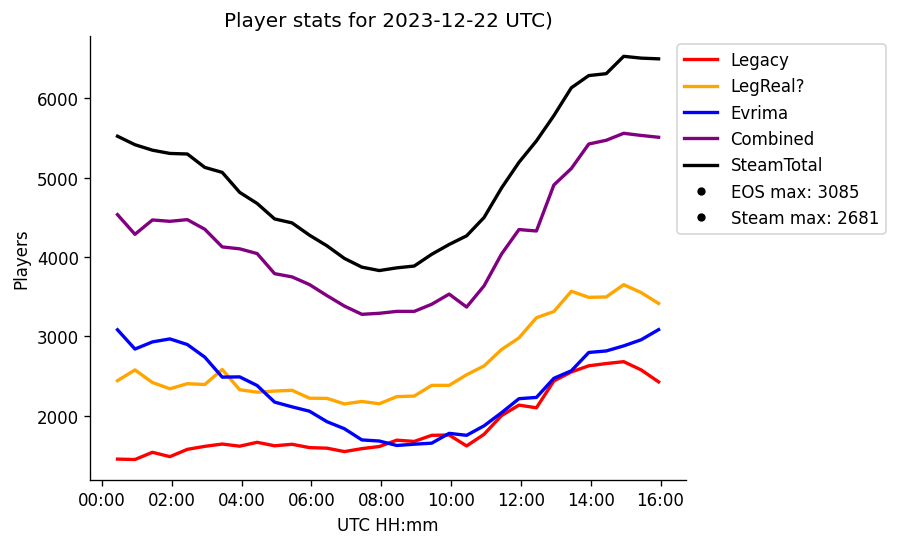 Player stats for 2023-12-22 UTC)
Legacy
LegReal?
Evrima
Combined
SteamTotal
EOS max: 3085
Steam max: 2681
Players
6000
5000
4000
3000
2000
00:00 02:00 04:00 06:00 08:00 10:00 12:00 14:00 16:00
UTC HH:mm